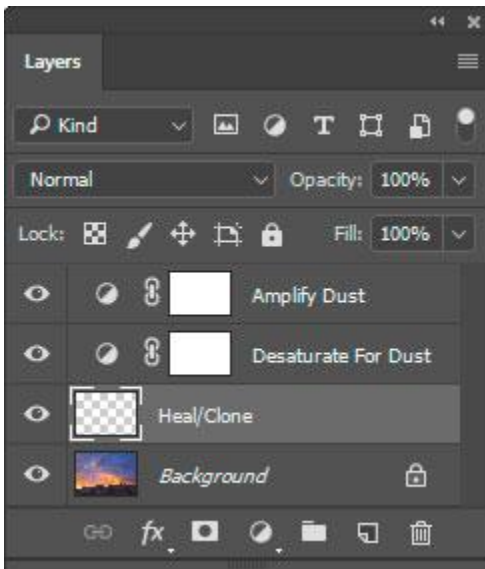 Layers
Kind
Normal Opacity: 100%
Lock: Fill: 100%
Amplify Dust
Desaturate For Dust
Heal/Clone
Background
fx